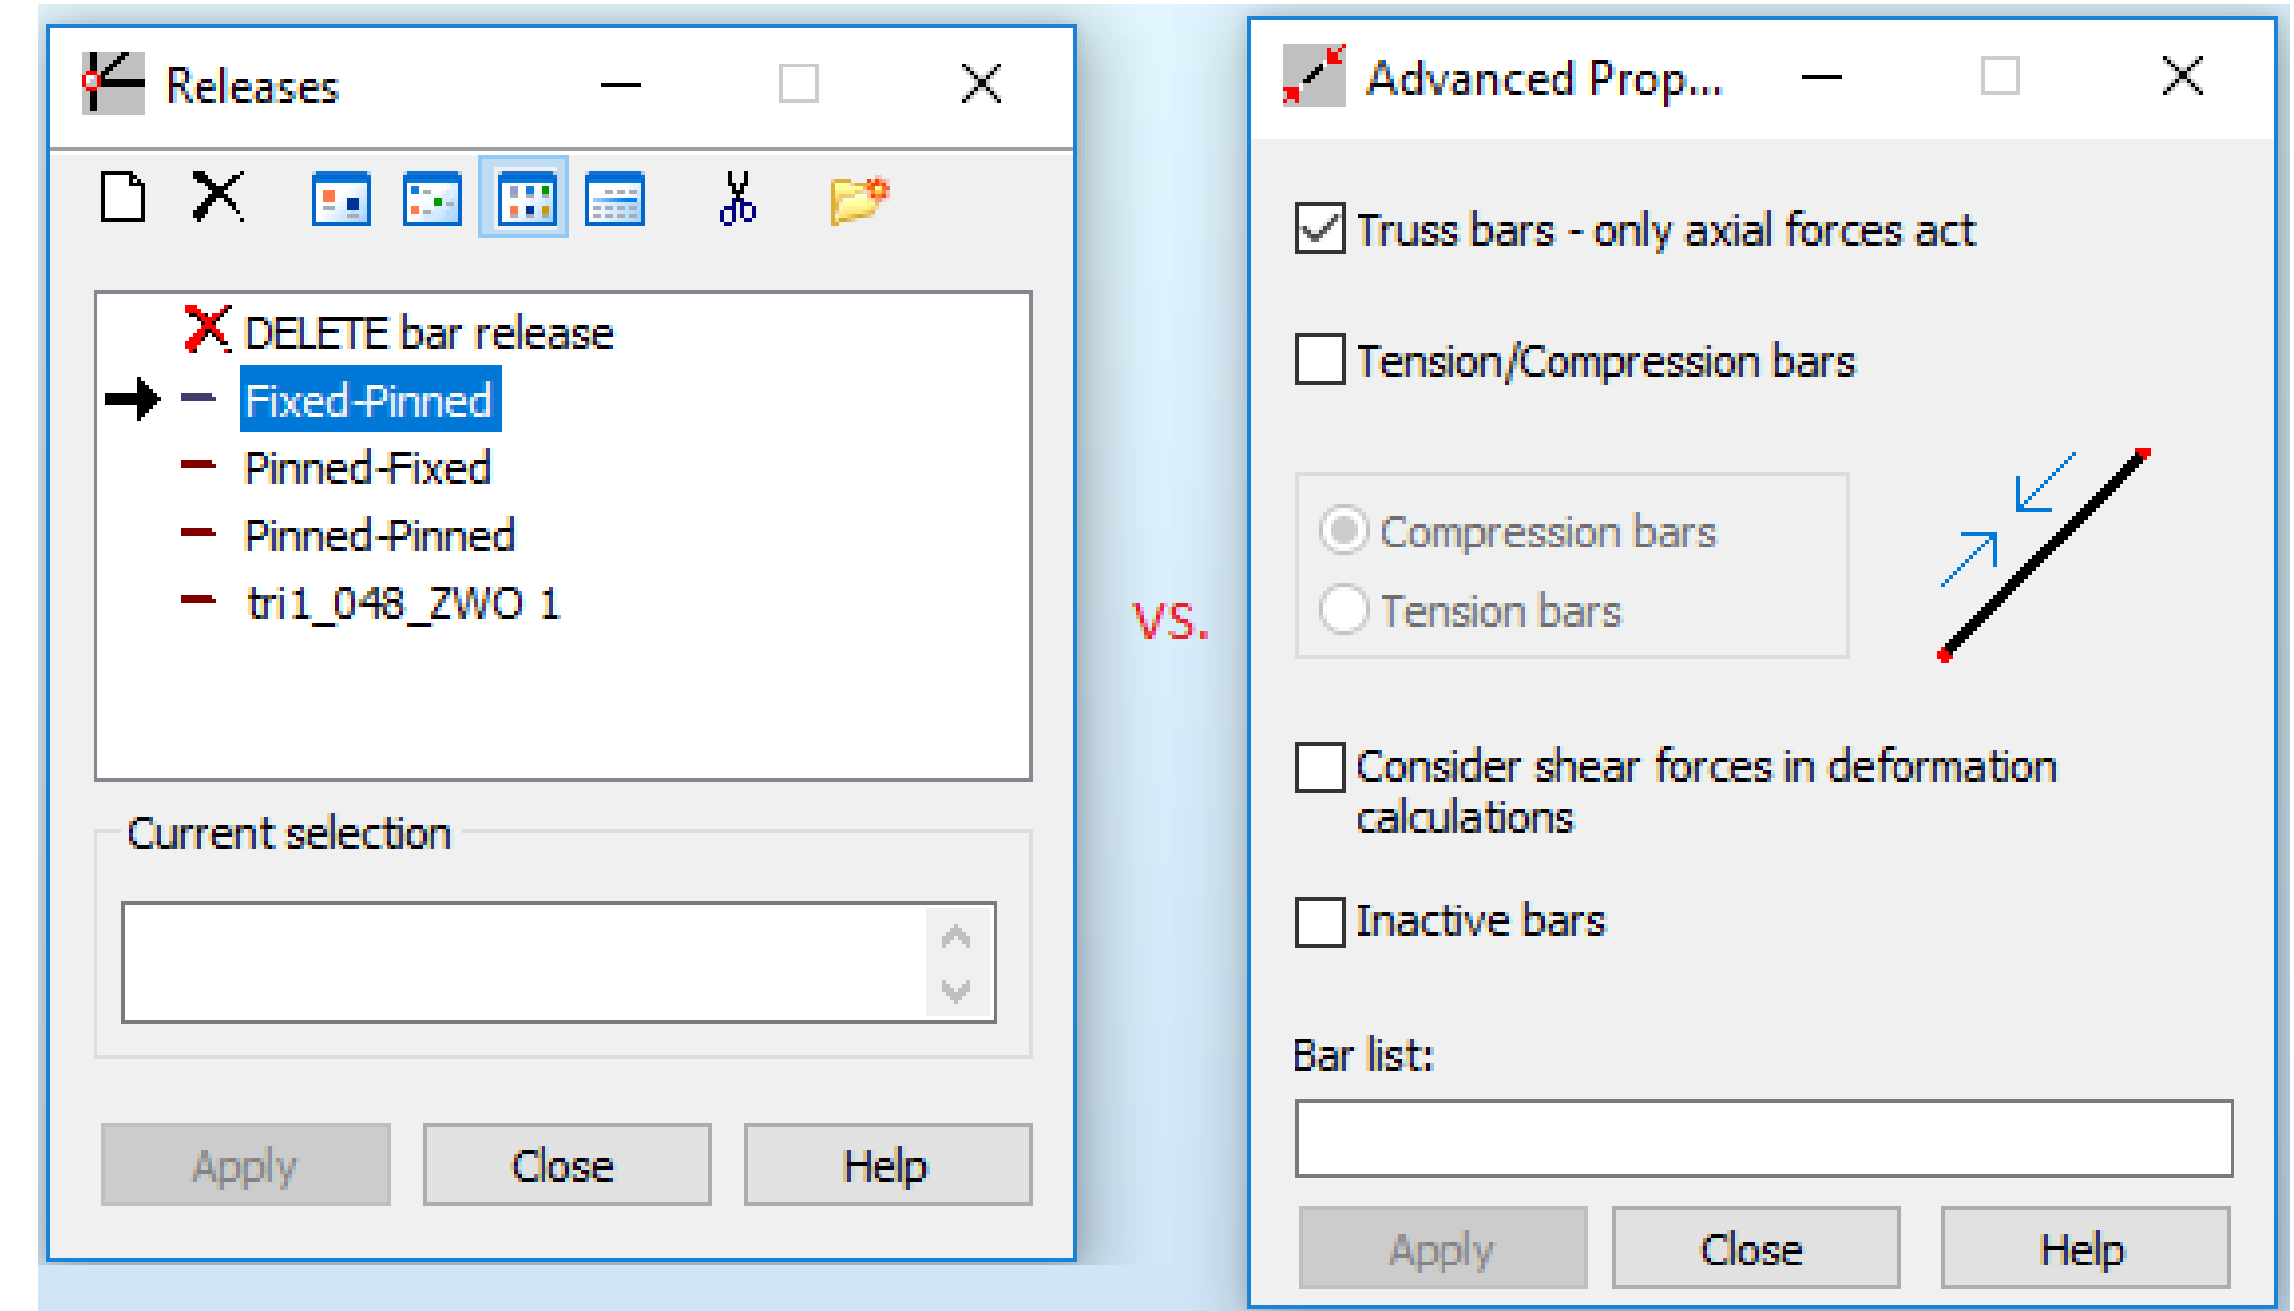 Releases
DELETE bar release
Fixed-Pinned
Pinned-Fixed
Pinned-Pinned
tri1_048_ZWO 1
Current selection
Apply
Close
Help
vs.
Advanced Prop...
Truss bars - only axial forces act
Tension/Compression bars
Compression bars
Tension bars
Consider shear forces in deformation
calculations
Inactive bars
Bar list:
Apply
Close
Help